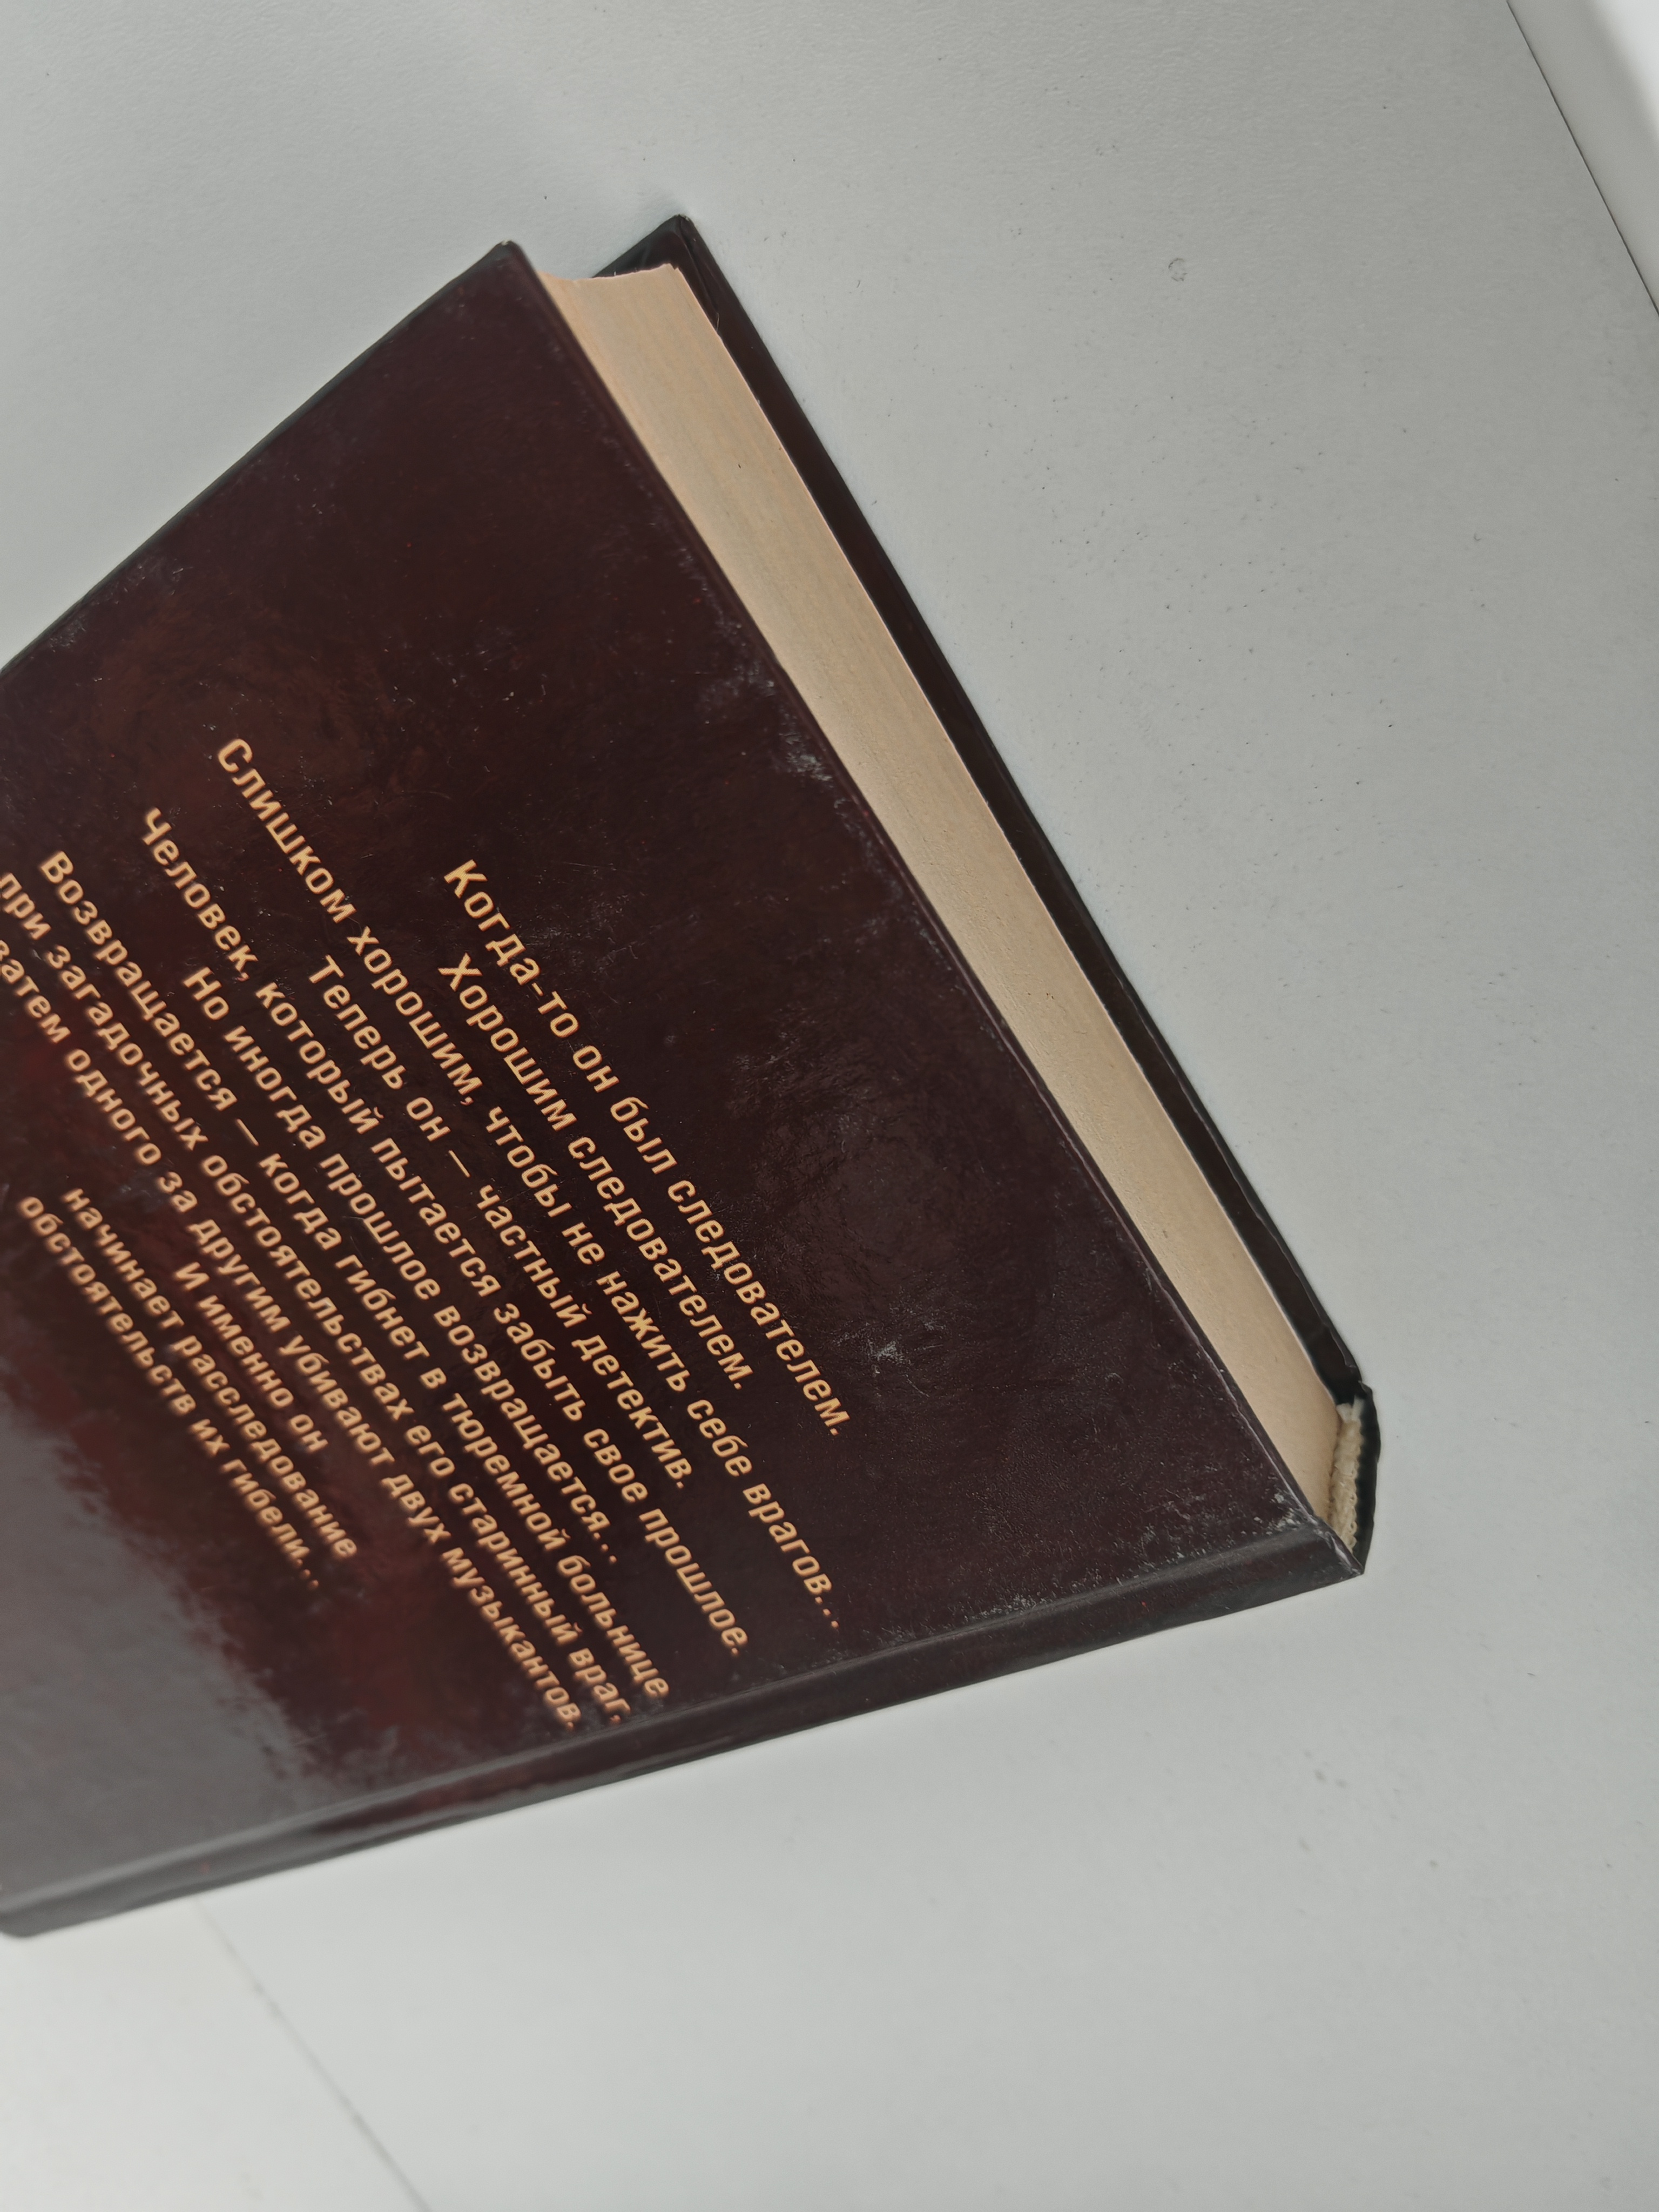 Когда-то он был следователем.
Хорошим следователем.
Слишком хорошим, чтобы не нажить себе врагов...
Теперь он — частный детектив.
Человек, который пытается забыть свое прошлое.
Но иногда прошлое возвращается...
Возвращается — когда гибнет в тюремной больнице
при загадочных обстоятельствах его старинный враг,
затем одного за другим убивают двух музыкантов.
И именно он
начинает расследование
обстоятельств их гибели...